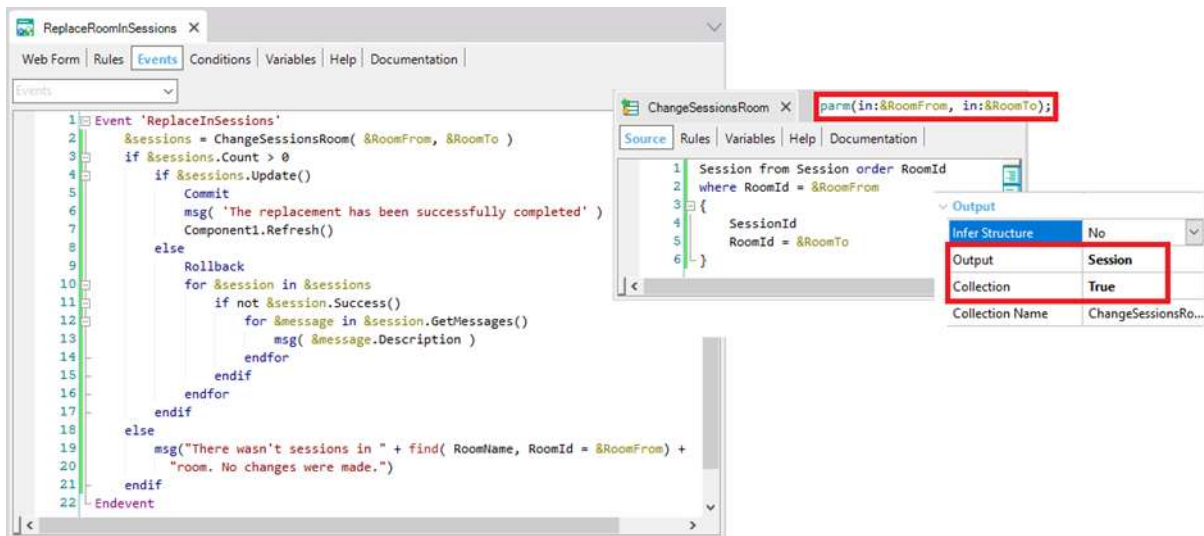 ReplaceRoomInSessions X
Web Form | Rules | Events | Conditions | Variables | Help | Documentation |
Events
1 Event 'ReplaceInSessions'
2 &sessions = ChangeSessionsRoom( &RoomFrom, &RoomTo )
3 if &sessions.Count > 0
4 if &sessions.Update()
5 Commit
6 msg( 'The replacement has been successfully completed' )
7 Component1.Refresh()
8 else
9 Rollback
10 for &session in &sessions
11 if not &session.Success()
12 for &message in &session.GetMessages()
13 msg( &message.Description )
14 endfor
15 endif
16 endfor
17 endif
18 else
19 msg("There wasn't sessions in " + find( RoomName, RoomId = &RoomFrom) +
20 "room. No changes were made.")
21 endif
22 Endevent
ChangeSessionsRoom X
parm(in:&RoomFrom, in:&RoomTo);
Source | Rules | Variables | Help | Documentation |
1 Session from Session order RoomId
2 where RoomId = &RoomFrom
3 {
4 SessionId
5 RoomId = &RoomTo
6 }
Output
Infer Structure No
Output Session
Collection True
Collection Name ChangeSessionsRo...